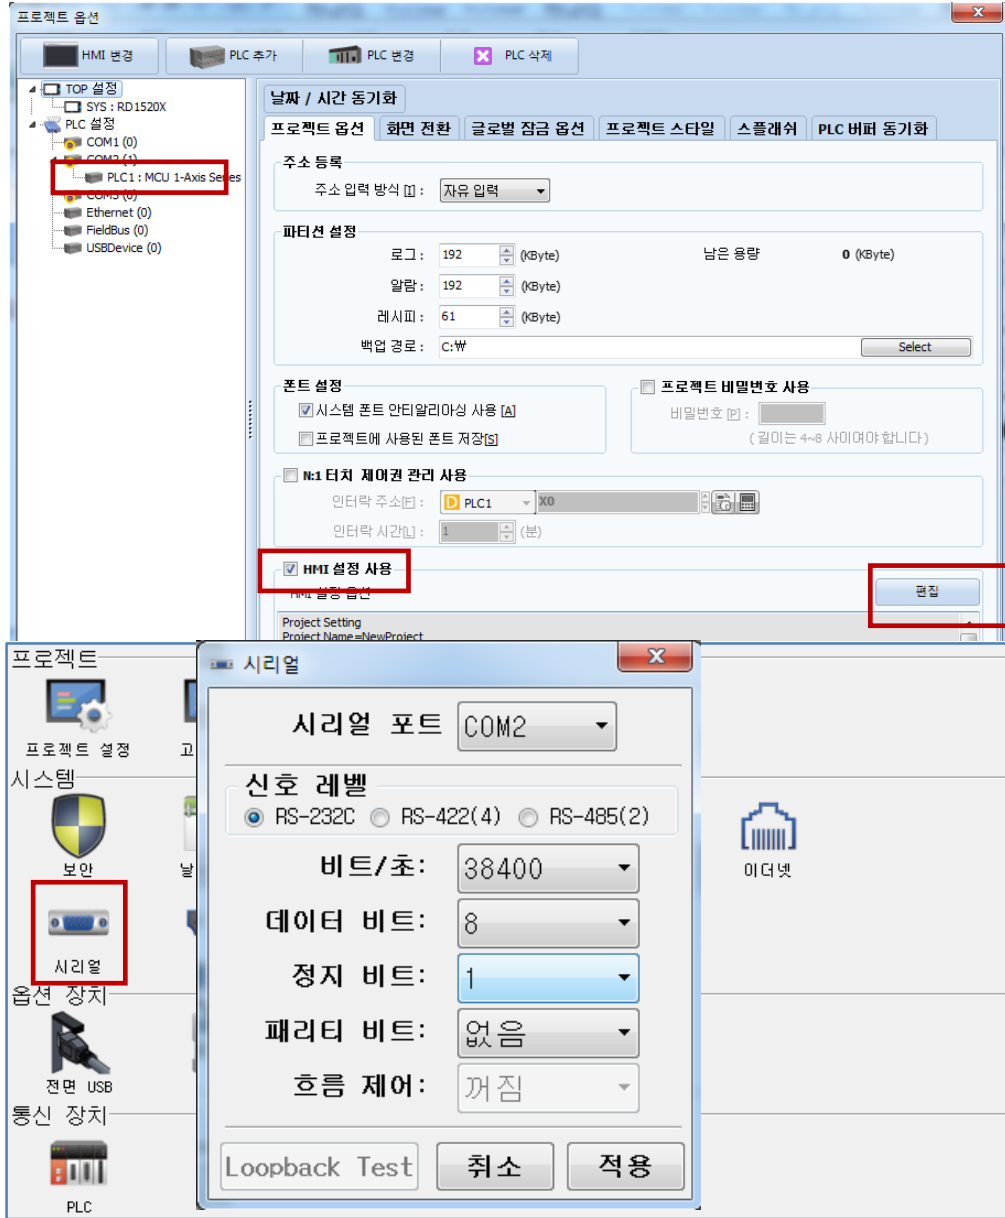 프로젝트 옵션
HMI 변경 PLC 추가 PLC 변경 PLC 삭제
TOP 설정
SYS : RD1520X
PLC 설정
COM1 (0)
COM2 (1)
PLC1 : MCU 1-Axis Series
COM3 (0)
Ethernet (0)
FieldBus (0)
USBDevice (0)
날짜 / 시간 동기화
프로젝트 옵션 화면 전환 글로벌 잠금 옵션 프로젝트 스타일 스플래쉬 PLC 버퍼 동기화
주소 등록
주소 입력 방식 [I] : 자유 입력
파티션 설정
로그 : 192 (KByte) 남은 용량 0 (KByte)
알람 : 192 (KByte)
레시피 : 61 (KByte)
백업 경로 : C:₩ Select
폰트 설정
시스템 폰트 안티알리아싱 사용 [A]
프로젝트에 사용된 폰트 저장[S]
프로젝트 비밀번호 사용
비밀번호 [P] :
( 길이는 4~8 사이여야 합니다 )
N:1 터치 제어권 관리 사용
인터락 주소[F] : D PLC1 X0
인터락 시간[L] : 1 (분)
HMI 설정 사용
HMI 설정 옵션 편집
Project Setting
Project Name=NewProject
프로젝트
프로젝트 설정
고
시스템
보안
날
이더넷
시리얼
옵션 장치
전면 USB
통신 장치
PLC
시리얼
시리얼 포트 COM2
신호 레벨
RS-232C RS-422(4) RS-485(2)
비트/초: 38400
데이터 비트: 8
정지 비트: 1
패리티 비트: 없음
흐름 제어: 꺼짐
Loopback Test 취소 적용